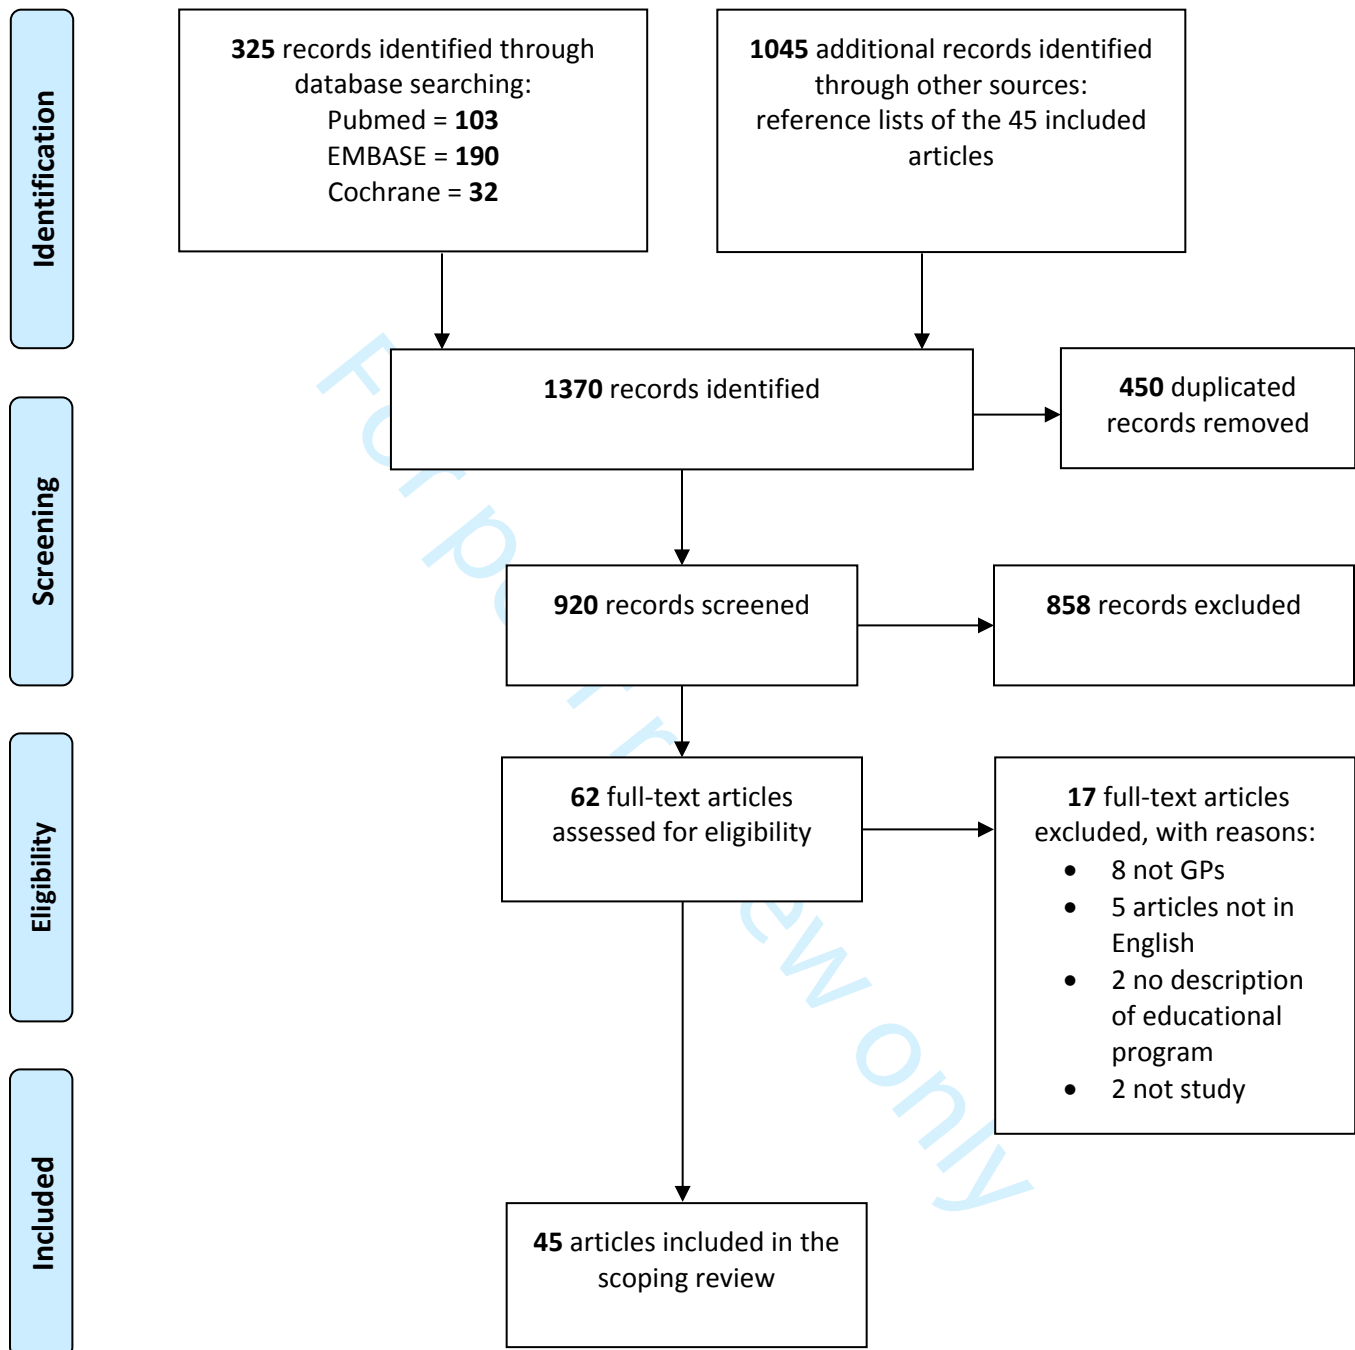 Identification
325 records identified through
database searching:
Pubmed = 103
EMBASE = 190
Cochrane = 32
1045 additional records identified
through other sources:
reference lists of the 45 included
articles
1370 records identified
450 duplicated
records removed
Screening
920 records screened
858 records excluded
Eligibility
62 full-text articles
assessed for eligibility
17 full-text articles
excluded, with reasons:
• 8 not GPs
• 5 articles not in
English
• 2 no description
of educational
program
• 2 not study
Included
45 articles included in the
scoping review
For peer review only